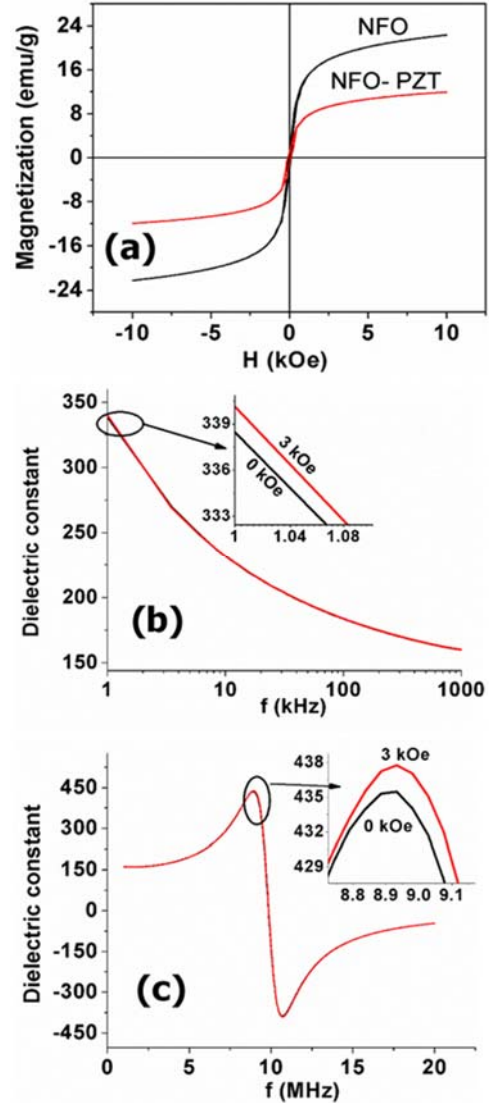 24
16
8
0
-8
-16
-24
Magnetization (emu/g)
NFO
NFO- PZT
(a)
-10 -5 0 5 10
H (kOe)
350
300
250
200
150
Dielectric constant
339
336
333
3 kOe
0 kOe
1 1.04 1.08
(b)
1 10 100 1000
f (kHz)
450
300
150
0
-150
-300
-450
Dielectric constant
438
435
432
429
3 kOe
0 kOe
8.8 8.9 9.0 9.1
(c)
0 5 10 15 20
f (MHz)